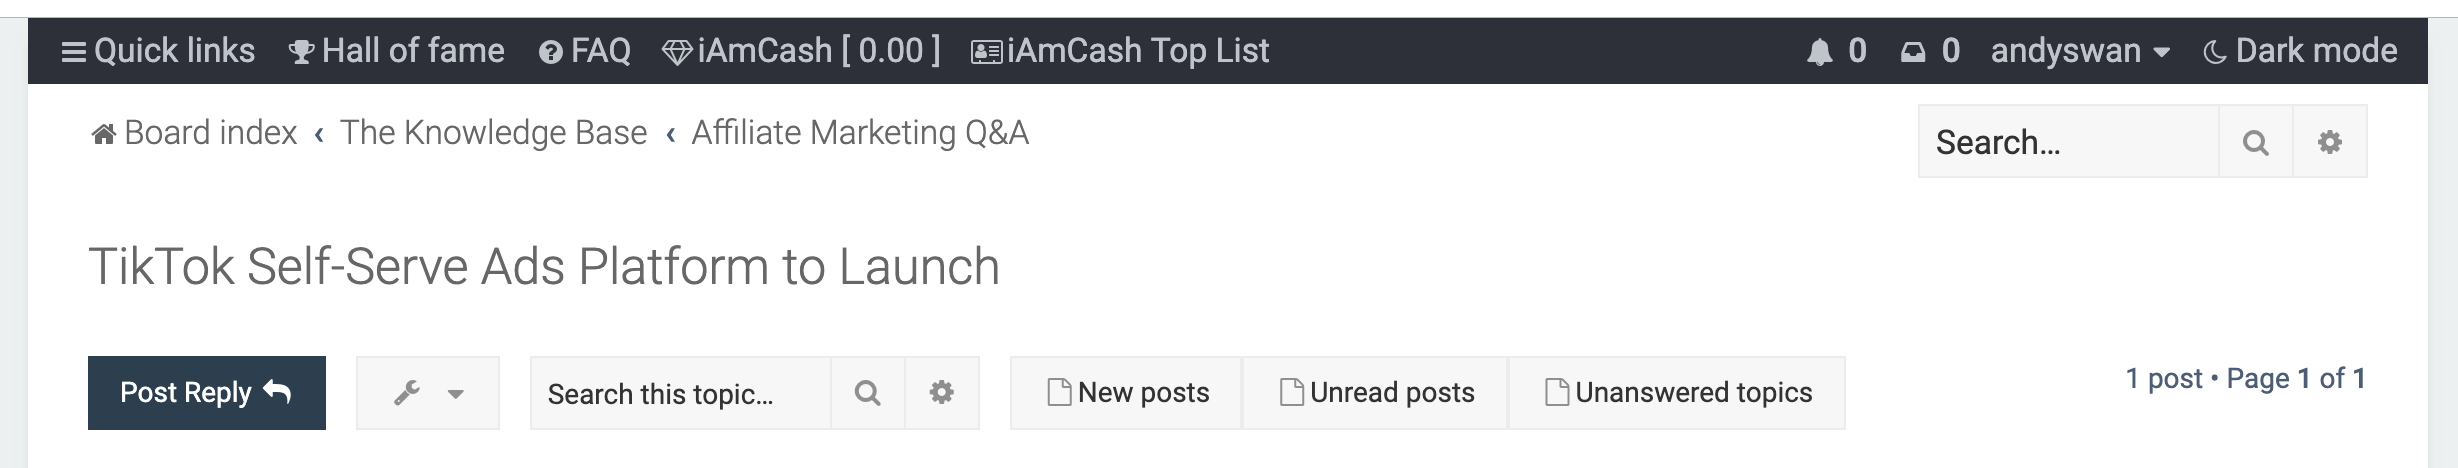 Quick links Hall of fame FAQ iAmCash [ 0.00 ] iAmCash Top List 0 0 andyswan Dark mode
Board index ‹ The Knowledge Base ‹ Affiliate Marketing Q&A
Search...
TikTok Self-Serve Ads Platform to Launch
Post Reply Search this topic... New posts Unread posts Unanswered topics 1 post • Page 1 of 1